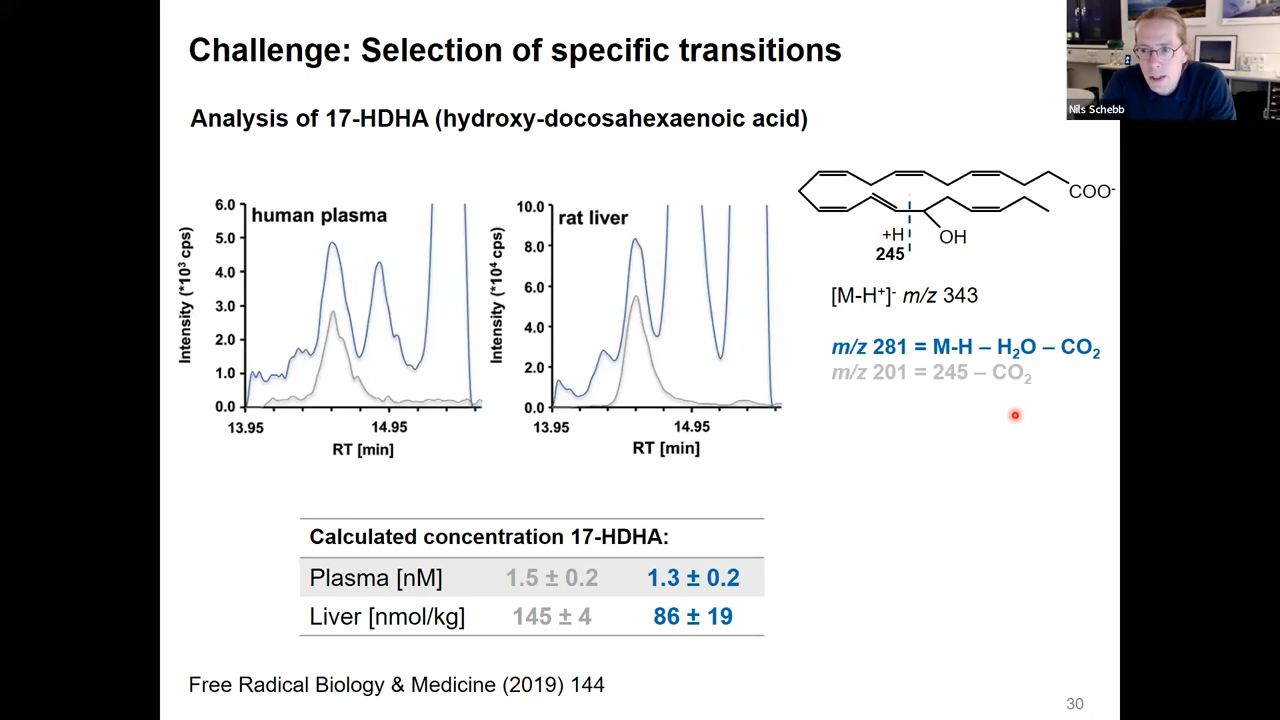 Challenge: Selection of specific transitions
Nils Schebb
Analysis of 17-HDHA (hydroxy-docosahexaenoic acid)
human plasma
Intensity (*10³ cps)
6.0
5.0
4.0
3.0
2.0
1.0
0.0
13.95
14.95
RT [min]
rat liver
Intensity (*10⁴ cps)
10.0
8.0
6.0
4.0
2.0
0.0
13.95
14.95
RT [min]
COO⁻
+H
245
OH
[M-H⁺]⁻ m/z 343
m/z 281 = M-H – H₂O – CO₂
m/z 201 = 245 – CO₂
Calculated concentration 17-HDHA:
Plasma [nM] 1.5 ± 0.2 1.3 ± 0.2
Liver [nmol/kg] 145 ± 4 86 ± 19
Free Radical Biology & Medicine (2019) 144
30